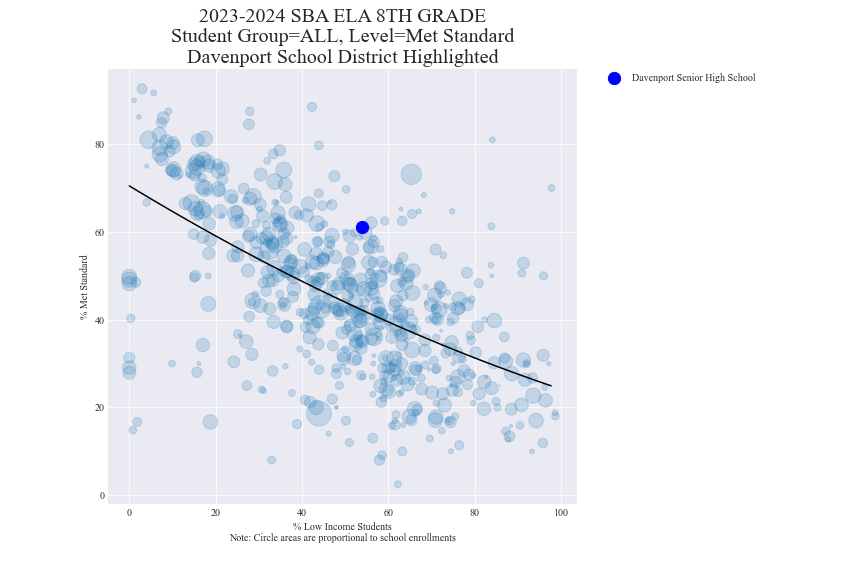 2023-2024 SBA ELA 8TH GRADE
Student Group=ALL, Level=Met Standard
Davenport School District Highlighted
Davenport Senior High School
80
60
40
20
0
% Met Standard
0 20 40 60 80 100
% Low Income Students
Note: Circle areas are proportional to school enrollments